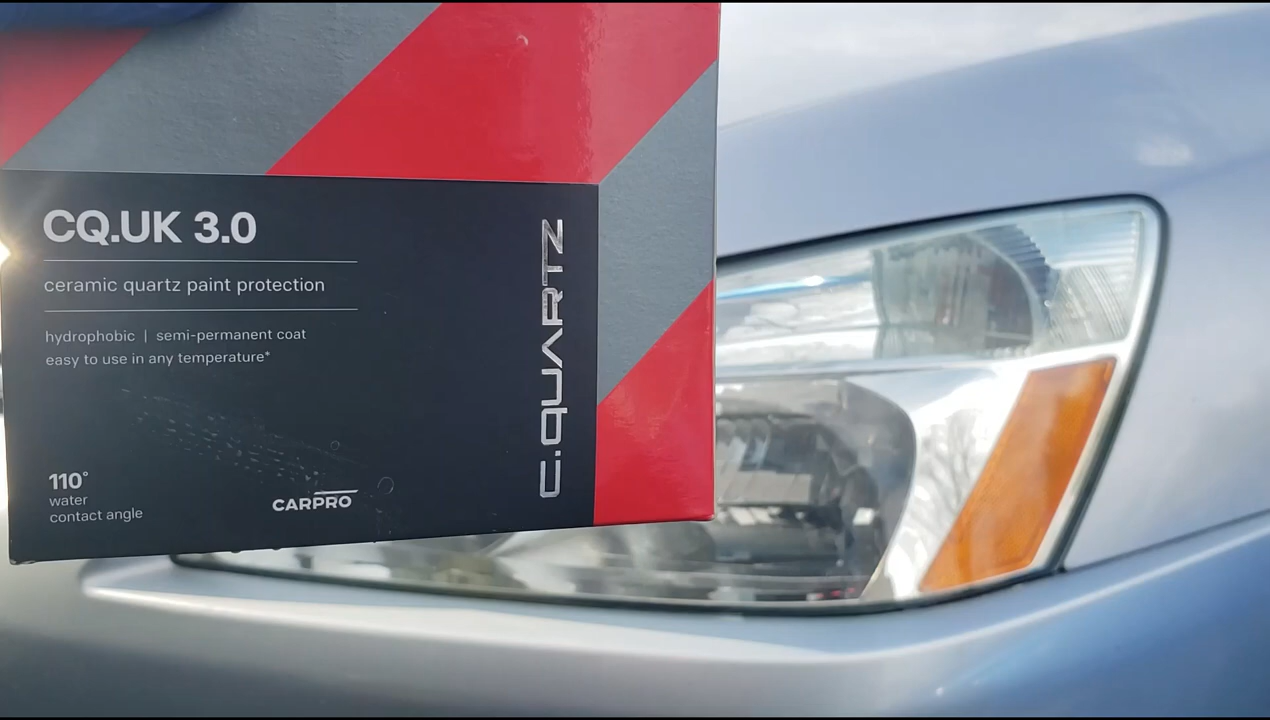 CQ.UK 3.0
ceramic quartz paint protection
hydrophobic | semi-permanent coat
easy to use in any temperature*
110°
water
contact angle
CARPRO
C.QUARTZ